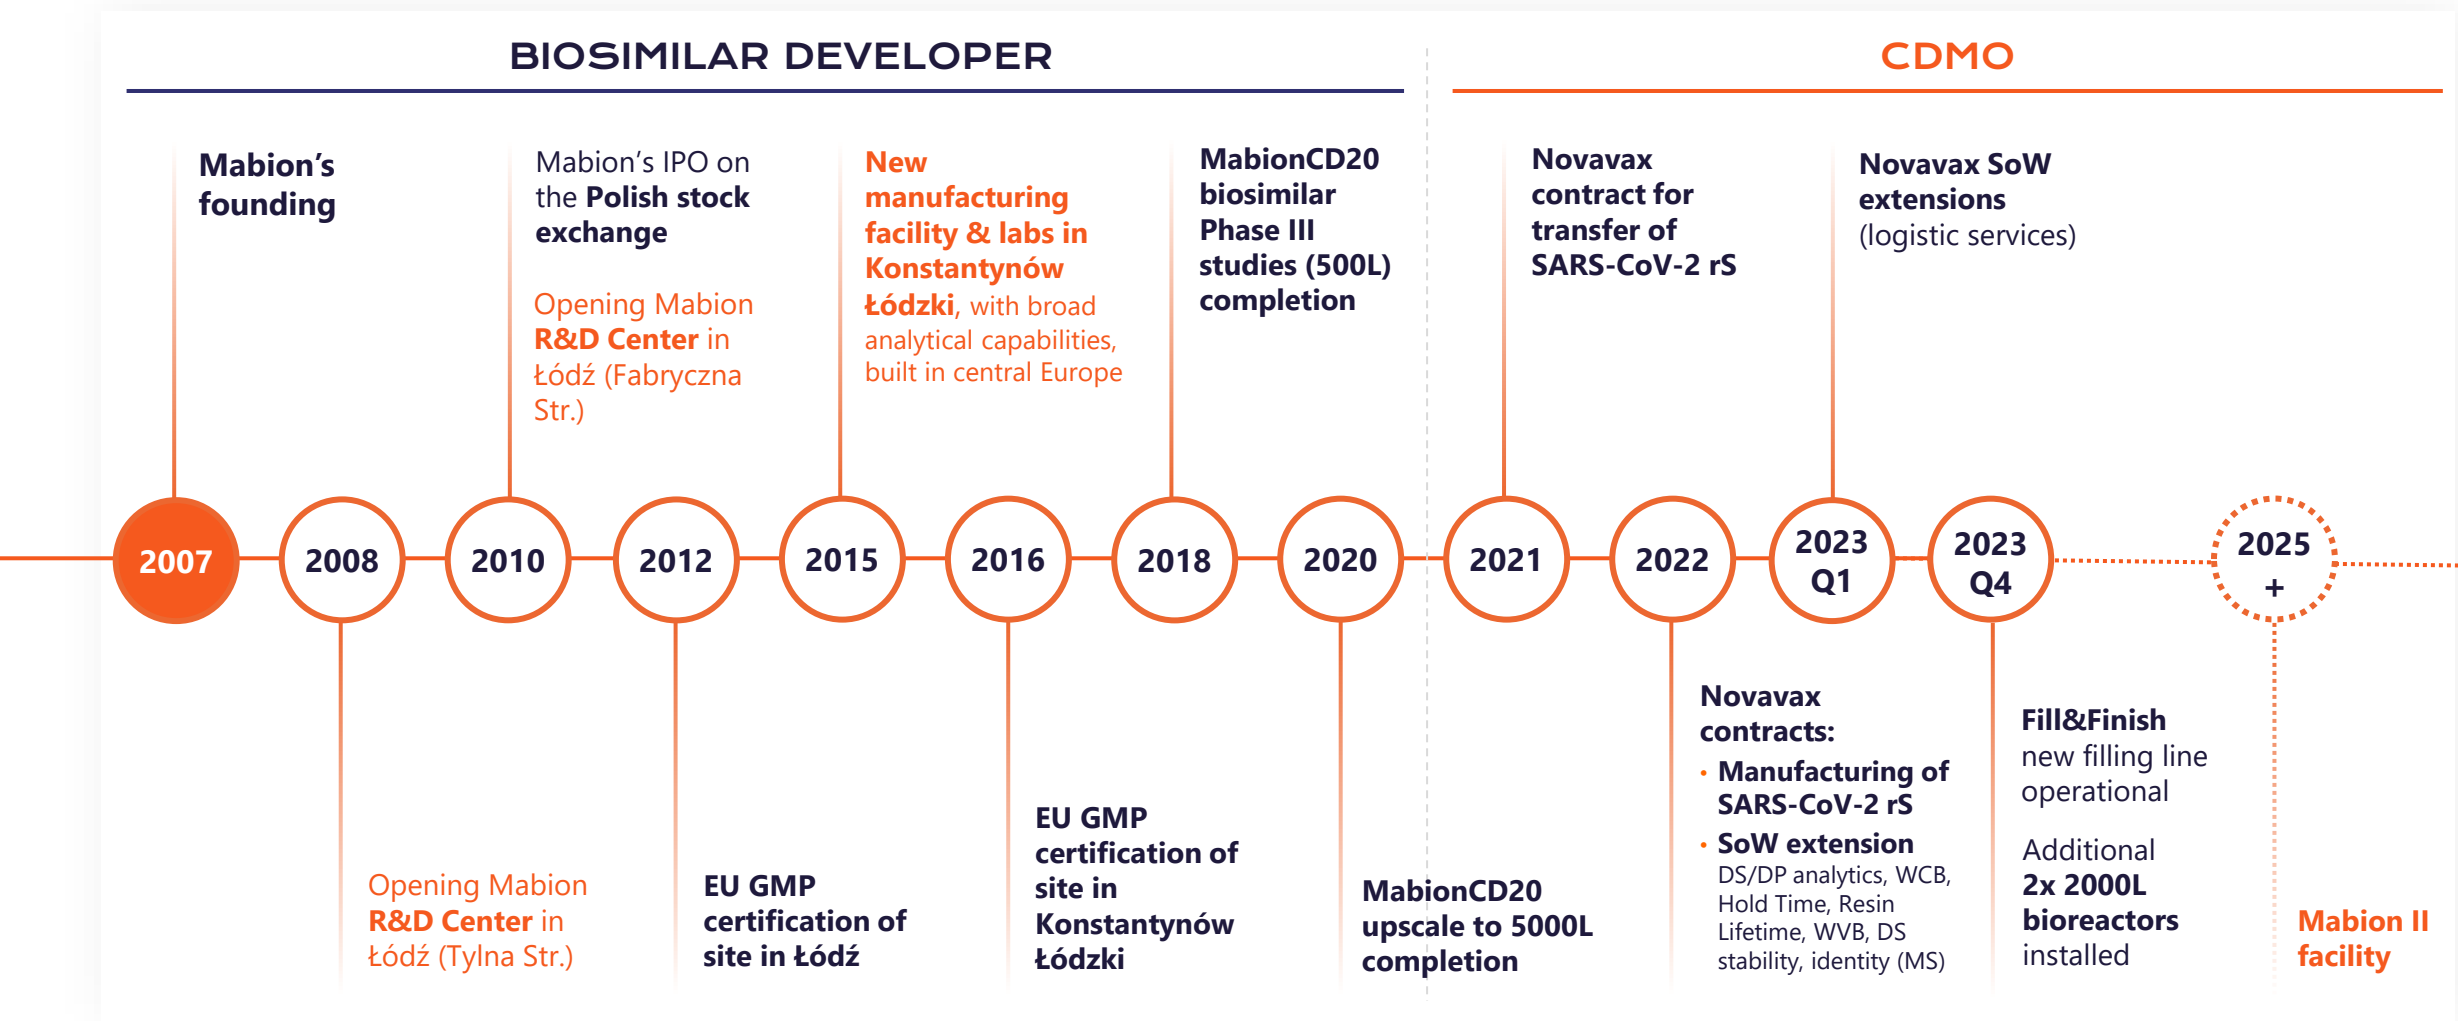 BIOSIMILAR DEVELOPER
CDMO
Mabion’s
founding
Mabion’s IPO on
the Polish stock
exchange
Opening Mabion
R&D Center in
Łódź (Fabryczna
Str.)
New
manufacturing
facility & labs in
Konstantynów
Łódzki, with broad
analytical capabilities,
built in central Europe
MabionCD20
biosimilar
Phase III
studies (500L)
completion
Novavax
contract for
transfer of
SARS-CoV-2 rS
Novavax SoW
extensions
(logistic services)
2007
2008
2010
2012
2015
2016
2018
2020
2021
2022
2023
Q1
2023
Q4
2025
+
Opening Mabion
R&D Center in
Łódź (Tylna Str.)
EU GMP
certification of
site in Łódź
EU GMP
certification of
site in
Konstantynów
Łódzki
MabionCD20
upscale to 5000L
completion
Novavax
contracts:
• Manufacturing of
SARS-CoV-2 rS
• SoW extension
DS/DP analytics, WCB,
Hold Time, Resin
Lifetime, WVB, DS
stability, identity (MS)
Fill&Finish
new filling line
operational
Additional
2x 2000L
bioreactors
installed
Mabion II
facility